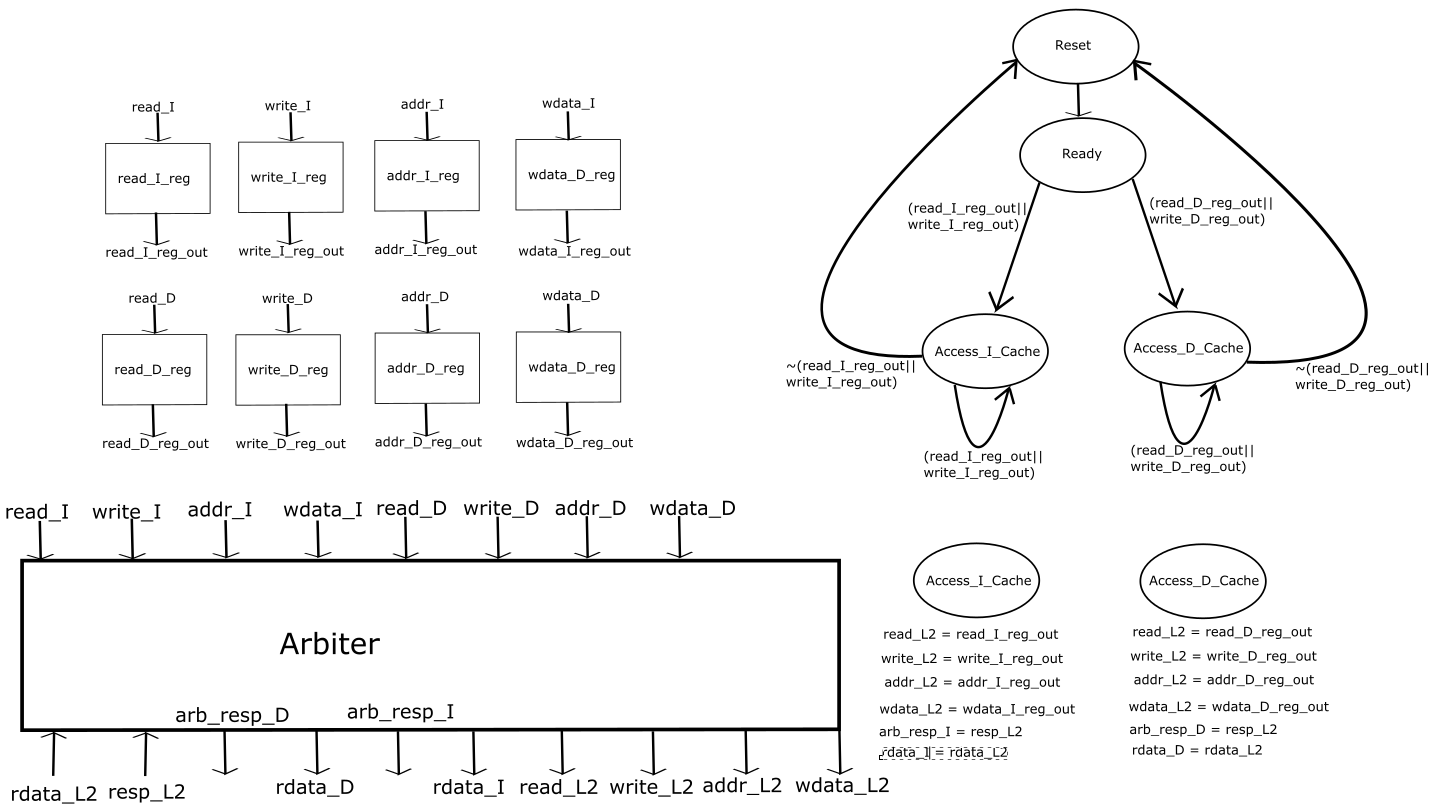 read_I
write_I
addr_I
wdata_I
read_I_reg
write_I_reg
addr_I_reg
wdata_D_reg
read_I_reg_out
write_I_reg_out
addr_I_reg_out
wdata_I_reg_out
read_D
write_D
addr_D
wdata_D
read_D_reg
write_D_reg
addr_D_reg
wdata_D_reg
read_D_reg_out
write_D_reg_out
addr_D_reg_out
wdata_D_reg_out
Reset
Ready
(read_I_reg_out||
write_I_reg_out)
(read_D_reg_out||
write_D_reg_out)
Access_I_Cache
Access_D_Cache
~(read_I_reg_out||
write_I_reg_out)
~(read_D_reg_out||
write_D_reg_out)
(read_I_reg_out||
write_I_reg_out)
(read_D_reg_out||
write_D_reg_out)
read_I
write_I
addr_I
wdata_I
read_D
write_D
addr_D
wdata_D
Arbiter
arb_resp_D
arb_resp_I
rdata_L2
resp_L2
rdata_D
rdata_I
read_L2
write_L2
addr_L2
wdata_L2
Access_I_Cache
read_L2 = read_I_reg_out
write_L2 = write_I_reg_out
addr_L2 = addr_I_reg_out
wdata_L2 = wdata_I_reg_out
arb_resp_I = resp_L2
rdata_I = rdata_L2
Access_D_Cache
read_L2 = read_D_reg_out
write_L2 = write_D_reg_out
addr_L2 = addr_D_reg_out
wdata_L2 = wdata_D_reg_out
arb_resp_D = resp_L2
rdata_D = rdata_L2